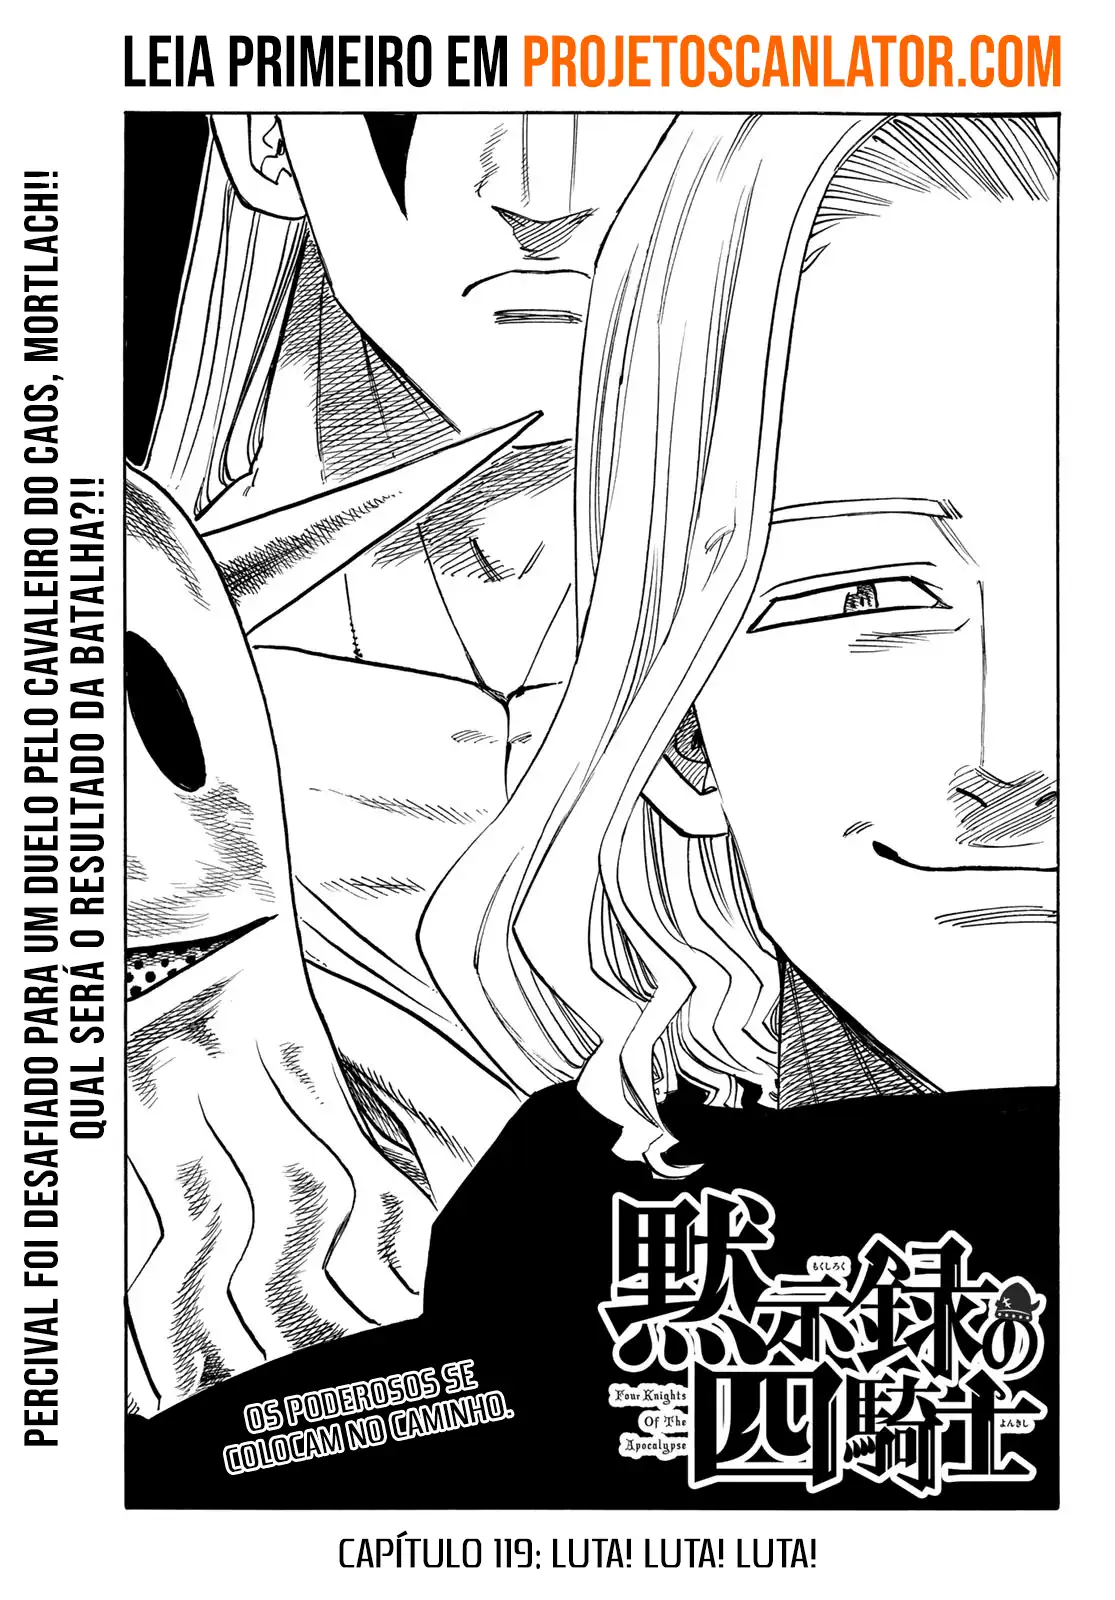 LEIA PRIMEIRO EM PROJETOSCANLATOR.COM
PERCIVAL FOI DESAFIADO PARA UM DUELO PELO CAVALEIRO DO CAOS, MORTLACH!!
QUAL SERÁ O RESULTADO DA BATALHA?!!
OS PODEROSOS SE
COLOCAM NO CAMINHO.
黙示録の
もくしろく
四騎士
よんきし
Four Knights
Of The
Apocalypse
CAPÍTULO 119: LUTA! LUTA! LUTA!